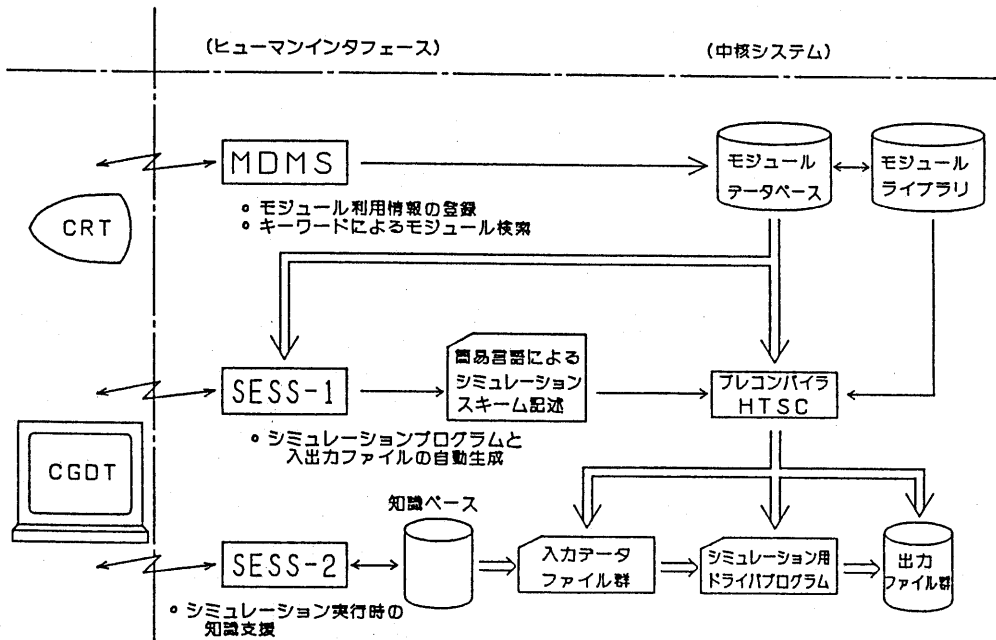 (ヒューマンインタフェース)
(中核システム)
MDMS
モジュール
データベース
モジュール
ライブラリ
• モジュール利用情報の登録
• キーワードによるモジュール検索
CRT
SESS-1
簡易言語による
シミュレーション
スキーム記述
プレコンパイラ
HTSC
• シミュレーションプログラムと
入出力ファイルの自動生成
CGDT
知識ベース
SESS-2
入力データ
ファイル群
シミュレーション用
ドライバプログラム
出力
ファイル群
• シミュレーション実行時の
知識支援